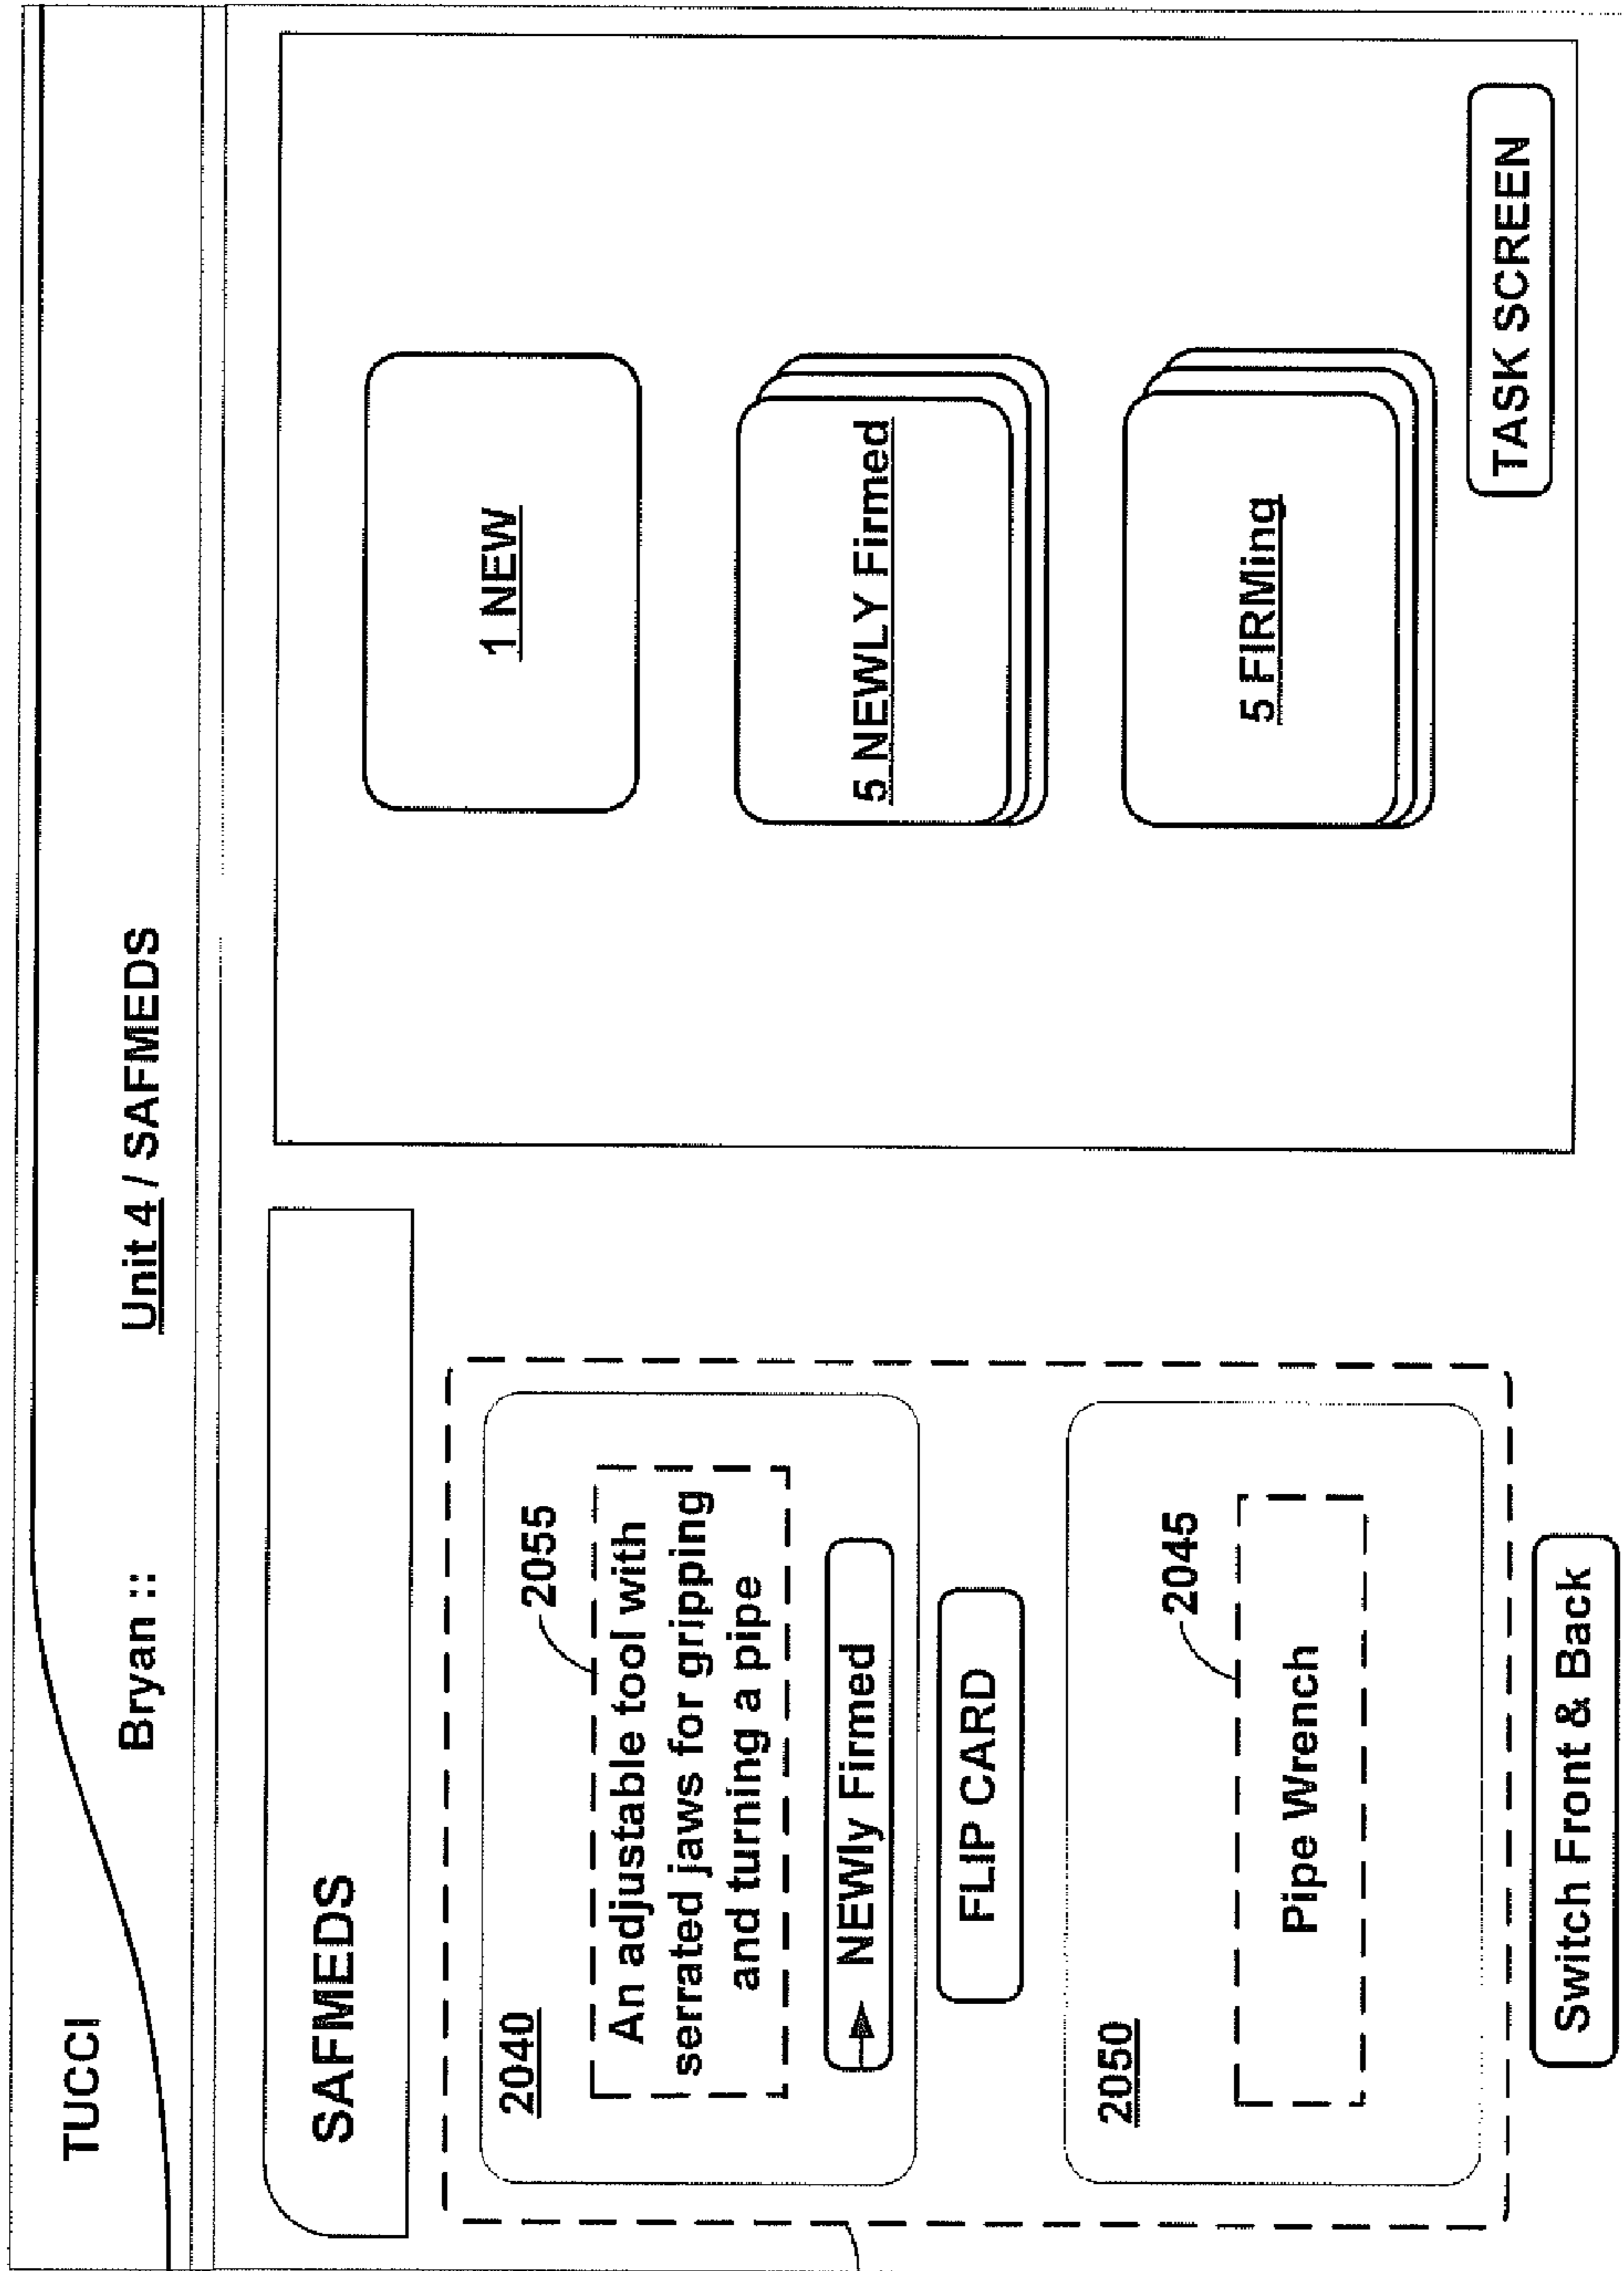 TUCCI
Bryan ::
Unit 4 / SAFMEDS
SAFMEDS
2040
2055
An adjustable tool with
serrated jaws for gripping
and turning a pipe
NEWly Firmed
FLIP CARD
2050
2045
Pipe Wrench
Switch Front & Back
1 NEW
5 NEWLY Firmed
5 FIRMing
TASK SCREEN